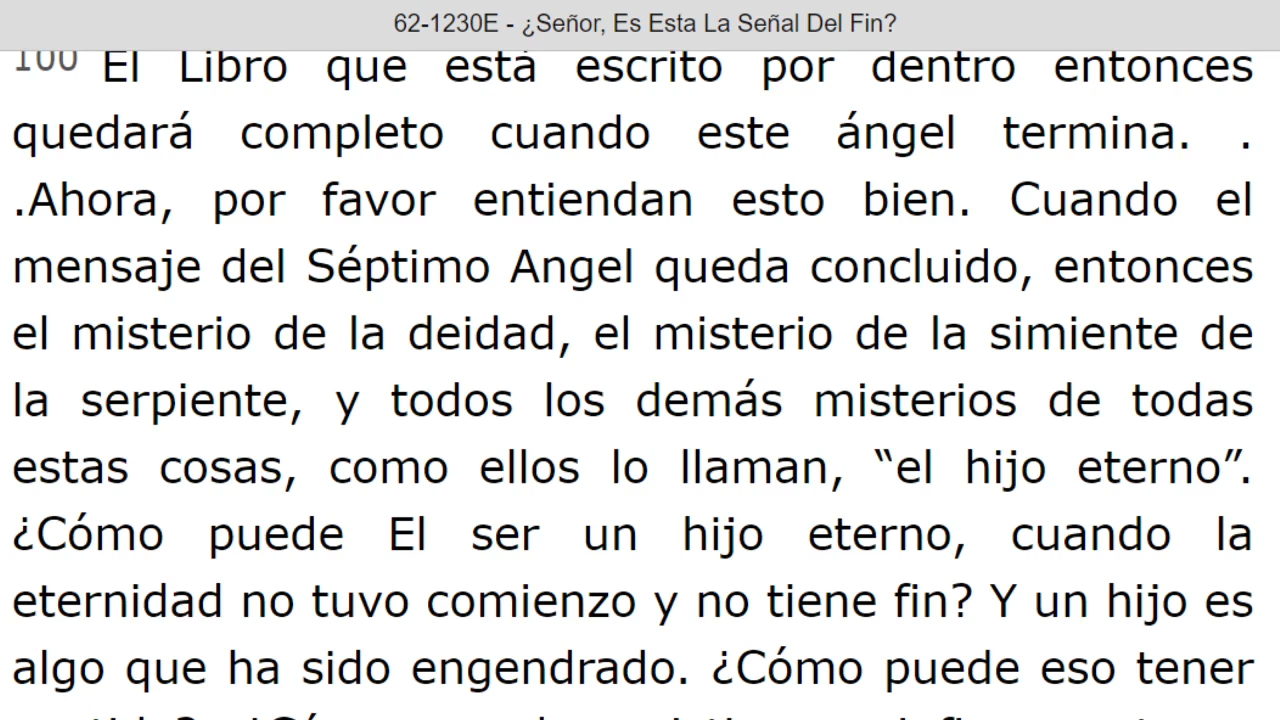 62-1230E - ¿Señor, Es Esta La Señal Del Fin?
100 El Libro que está escrito por dentro entonces
quedará completo cuando este ángel termina. .
.Ahora, por favor entiendan esto bien. Cuando el
mensaje del Séptimo Angel queda concluido, entonces
el misterio de la deidad, el misterio de la simiente de
la serpiente, y todos los demás misterios de todas
estas cosas, como ellos lo llaman, “el hijo eterno”.
¿Cómo puede El ser un hijo eterno, cuando la
eternidad no tuvo comienzo y no tiene fin? Y un hijo es
algo que ha sido engendrado. ¿Cómo puede eso tener